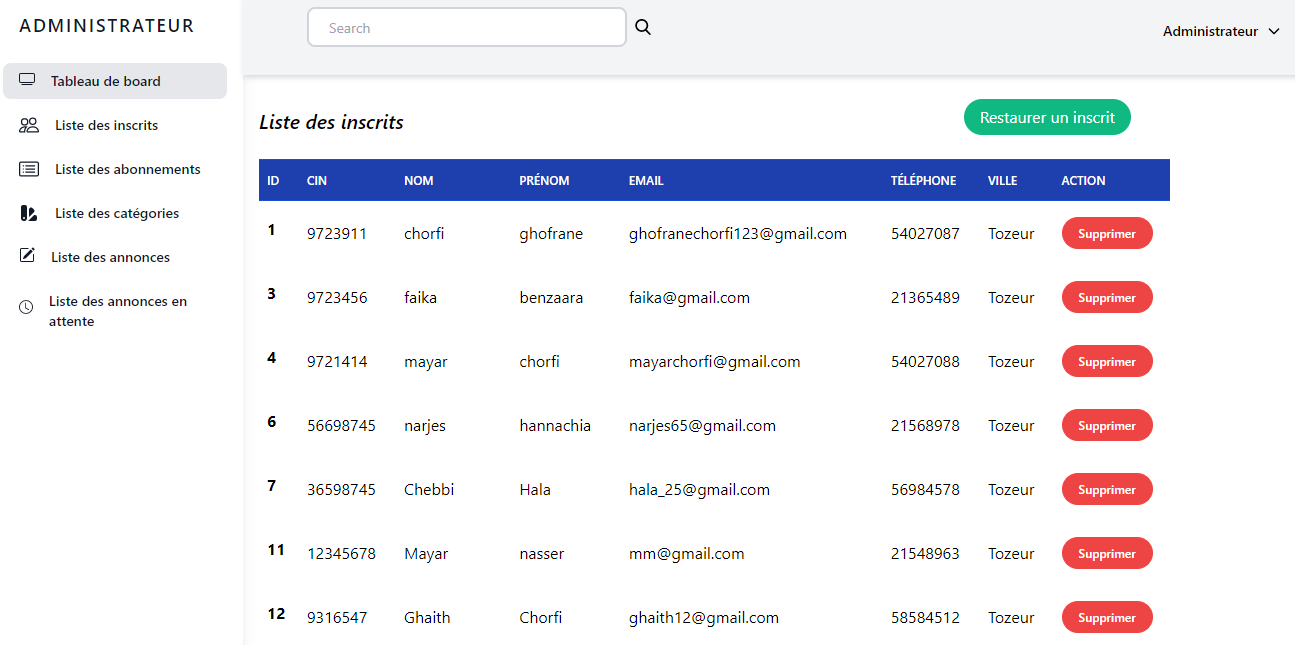 ADMINISTRATEUR
Search
Administrateur
Tableau de board
Liste des inscrits
Liste des abonnements
Liste des catégories
Liste des annonces
Liste des annonces en
attente
Liste des inscrits
Restaurer un inscrit
ID CIN NOM PRÉNOM EMAIL TÉLÉPHONE VILLE ACTION
1 9723911 chorfi ghofrane ghofranechorfi123@gmail.com 54027087 Tozeur Supprimer
3 9723456 faika benzaara faika@gmail.com 21365489 Tozeur Supprimer
4 9721414 mayar chorfi mayarchorfi@gmail.com 54027088 Tozeur Supprimer
6 56698745 narjes hannachia narjes65@gmail.com 21568978 Tozeur Supprimer
7 36598745 Chebbi Hala hala_25@gmail.com 56984578 Tozeur Supprimer
11 12345678 Mayar nasser mm@gmail.com 21548963 Tozeur Supprimer
12 9316547 Ghaith Chorfi ghaith12@gmail.com 58584512 Tozeur Supprimer